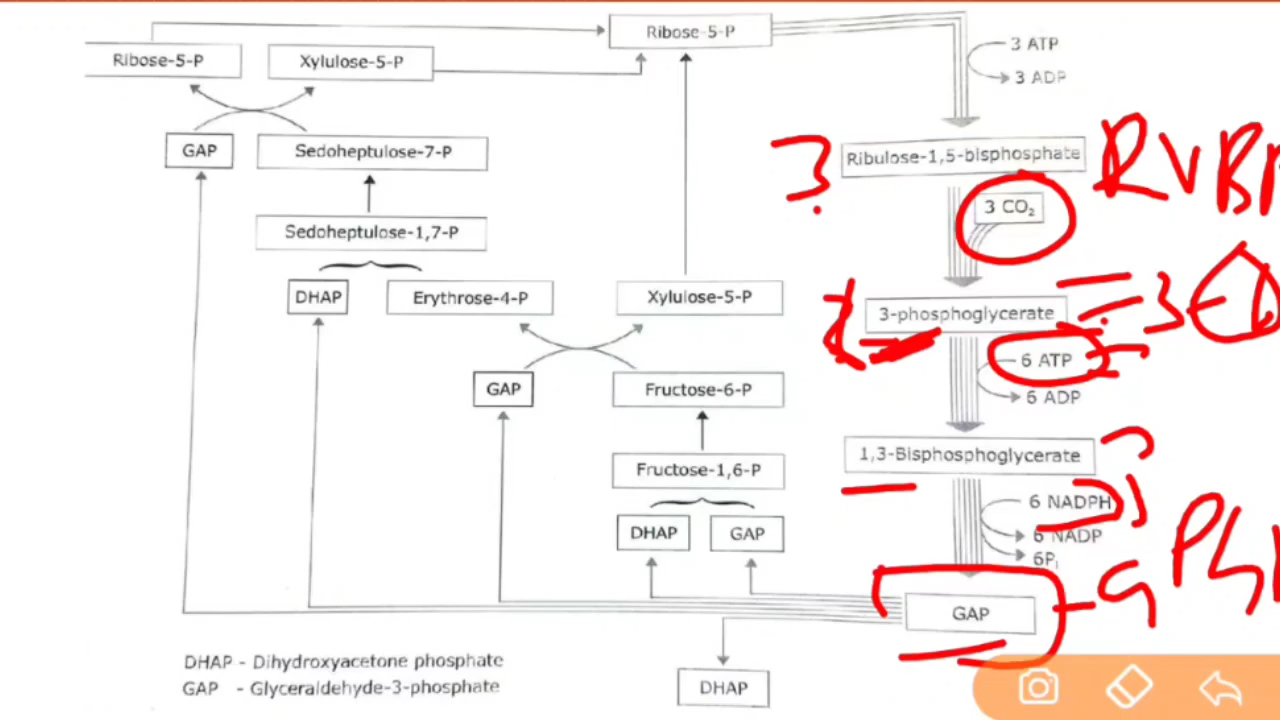 Ribose-5-P
Ribose-5-P
Xylulose-5-P
3 ATP
3 ADP
GAP
Sedoheptulose-7-P
?
Ribulose-1,5-bisphosphate
3 CO₂
Sedoheptulose-1,7-P
DHAP
Erythrose-4-P
Xylulose-5-P
3-phosphoglycerate
3
6 ATP
6 ADP
GAP
Fructose-6-P
1,3-Bisphosphoglycerate
Fructose-1,6-P
6 NADPH
6 NADP
6Pᵢ
DHAP
GAP
GAP
DHAP - Dihydroxyacetone phosphate
GAP - Glyceraldehyde-3-phosphate
DHAP